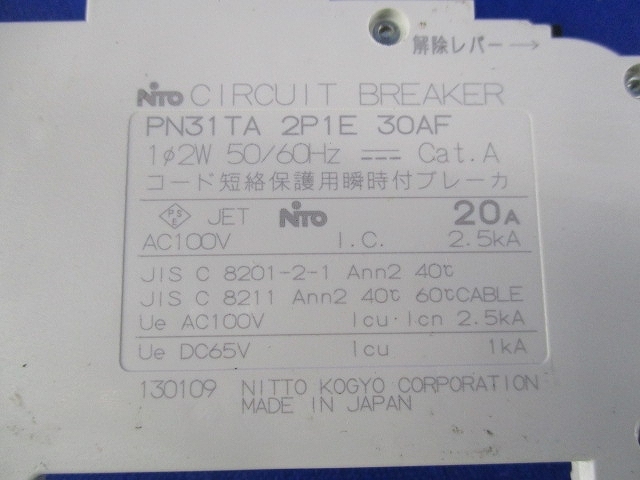 解除レバー→
NITO CIRCUIT BREAKER
PN31TA 2P1E 30AF
1φ2W 50/60Hz ⎓ Cat.A
コード短絡保護用瞬時付ブレーカ
PS E JET NITO 20A
AC100V I.C. 2.5kA
JIS C 8201-2-1 Ann2 40℃
JIS C 8211 Ann2 40℃ 60℃CABLE
Ue AC100V Icu·Icn 2.5kA
Ue DC65V Icu 1kA
130109 NITTO KOGYO CORPORATION
MADE IN JAPAN